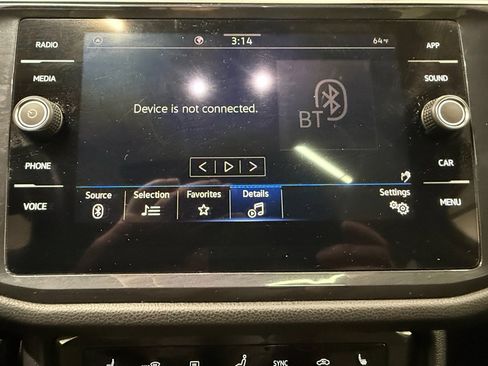 RADIO
3:14
64°F
APP
MEDIA
SOUND
Device is not connected.
BT
PHONE
CAR
Source
Selection
Favorites
Details
Settings
VOICE
MENU
SYNC